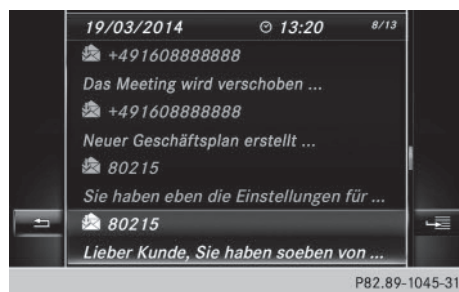 19/03/2014 13:20 8/13
+491608888888
Das Meeting wird verschoben ...
+491608888888
Neuer Geschäftsplan erstellt ...
80215
Sie haben eben die Einstellungen für ...
80215
Lieber Kunde, Sie haben soeben von ...
P82.89-1045-31